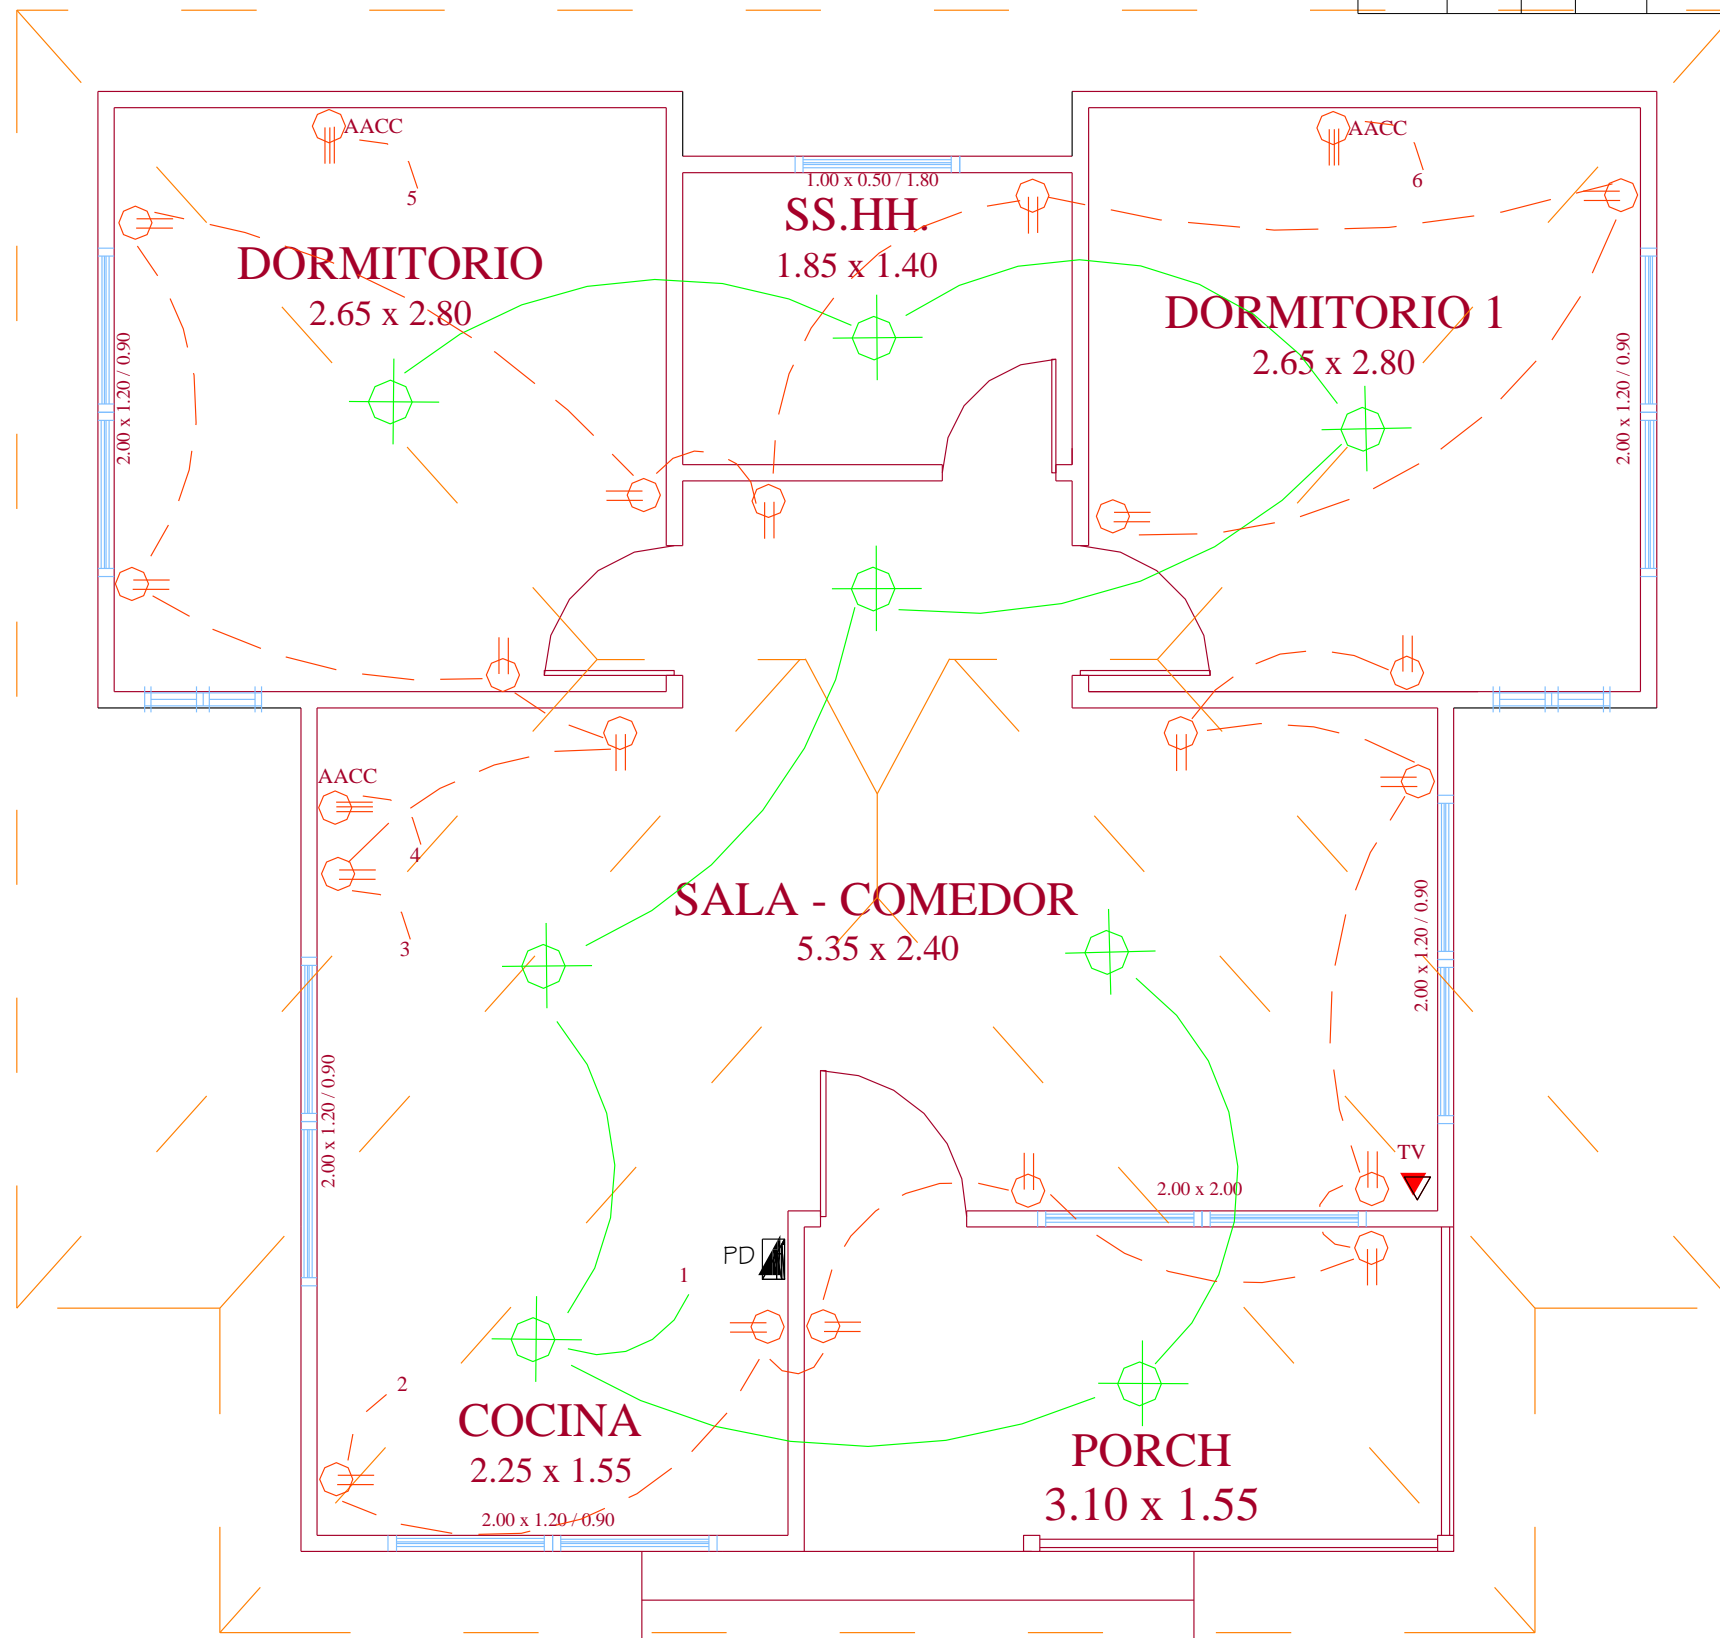 AACC
5
AACC
6
1.00 x 0.50 / 1.80
SS.HH.
1.85 x 1.40
DORMITORIO
2.65 x 2.80
DORMITORIO 1
2.65 x 2.80
2.00 x 1.20 / 0.90
2.00 x 1.20 / 0.90
AACC
4
3
SALA - COMEDOR
5.35 x 2.40
2.00 x 1.20 / 0.90
2.00 x 1.20 / 0.90
TV
2.00 x 2.00
PD
1
2
COCINA
2.25 x 1.55
PORCH
3.10 x 1.55
2.00 x 1.20 / 0.90